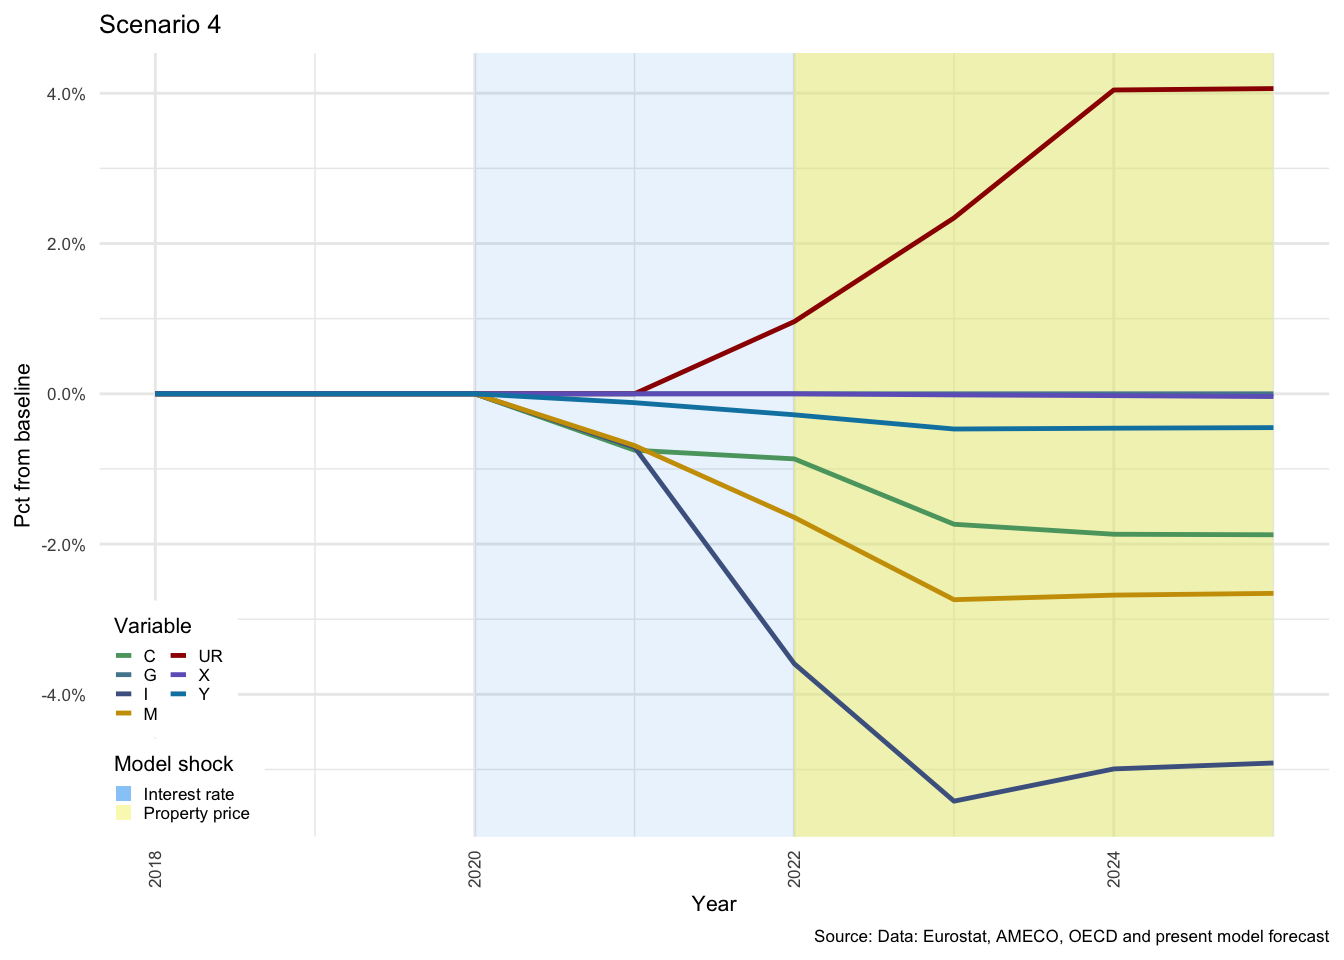 Scenario 4
4.0%
2.0%
0.0%
-2.0%
-4.0%
Pct from baseline
Variable
C UR
G X
I Y
M
Model shock
Interest rate
Property price
2018 2020 2022 2024
Year
Source: Data: Eurostat, AMECO, OECD and present model forecast